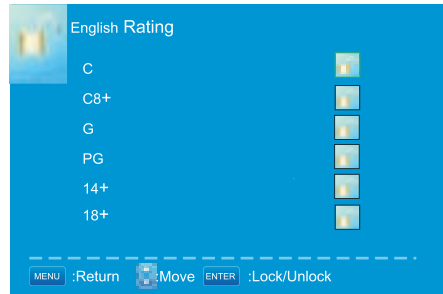 English Rating
C
C8+
G
PG
14+
18+
MENU :Return :Move ENTER :Lock/Unlock